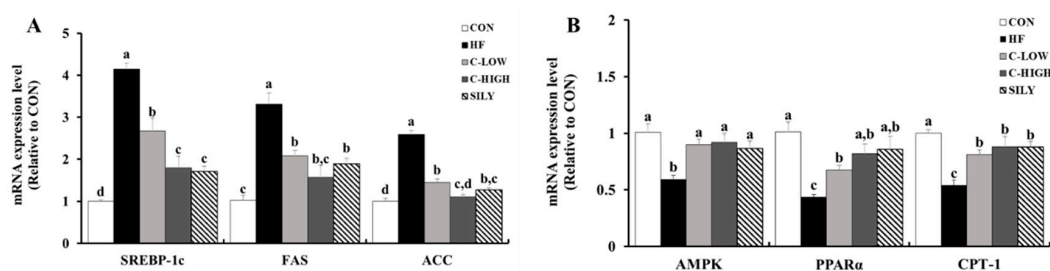 A
mRNA expression level
(Relative to CON)
5
4
3
2
1
0
CON
HF
C-LOW
C-HIGH
SILY
d a b c c
c a b b,c b
d a b c,d c
SREBP-1c FAS ACC
B
mRNA expression level
(Relative to CON)
2
1.5
1
0.5
0
CON
HF
C-LOW
C-HIGH
SILY
a b a a a
a c b a,b a,b
a c b b b
AMPK PPARα CPT-1